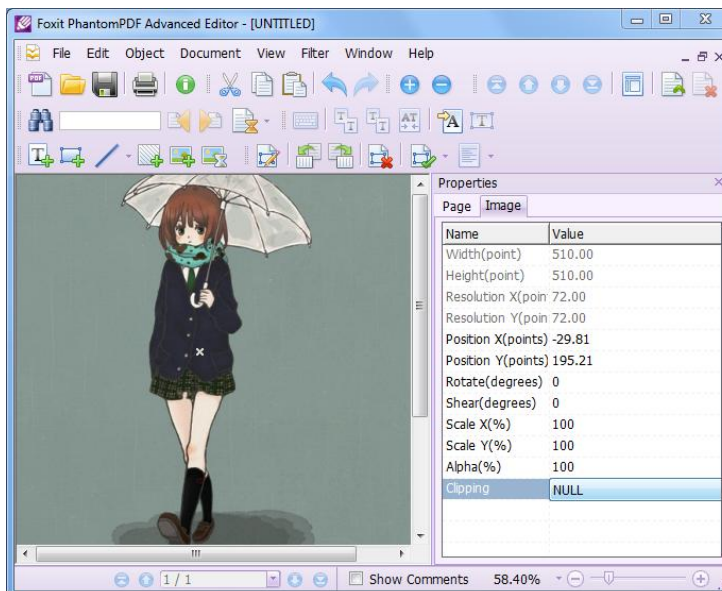 Foxit PhantomPDF Advanced Editor - [UNTITLED]
File Edit Object Document View Filter Window Help
Properties
Page Image
Name Value
Width(point) 510.00
Height(point) 510.00
Resolution X(poin 72.00
Resolution Y(poin 72.00
Position X(points) -29.81
Position Y(points) 195.21
Rotate(degrees) 0
Shear(degrees) 0
Scale X(%) 100
Scale Y(%) 100
Alpha(%) 100
Clipping NULL
1 / 1 Show Comments 58.40%